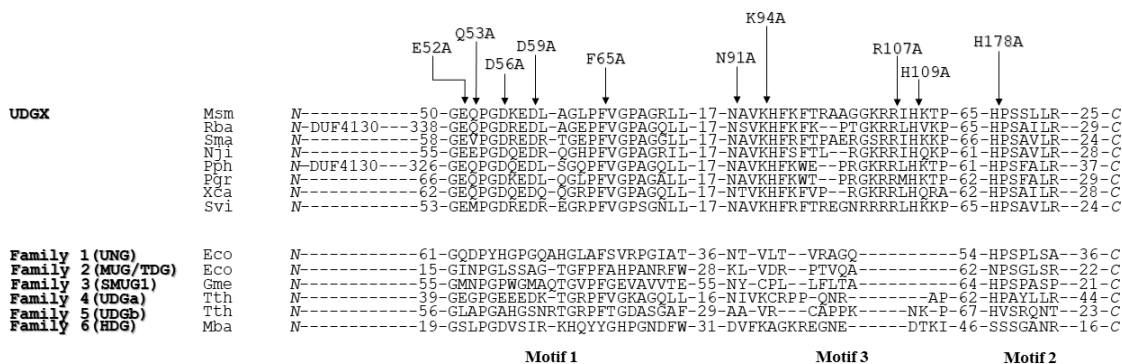 K94A
Q53A
D59A
R107A
H178A
E52A
D56A
F65A
N91A
H109A
UDGX Msm N------------50-GEQPGDKEDL-AGLPFVGPAGRLL-17-NAVKHFKFTRAAGGKRRIHKTP-65-HPSSLLR--25-C
Rba N-DUF4130---338-GEQPGDREDL-AGEPFVGPAGQLL-17-NSVKHFKFK--PTGKRRLHVKP-65-HPSAILR--29-C
Sma N------------58-GEVPGDREDR-TGEPFVGPAGRLL-17-NAVKHFRFTPAERGSRRIHKKP-66-HPSAVLR--24-C
Nji N------------55-GEEPGDQEDR-QGHPFVGPAGRIL-17-NAVKHFSFTL--RGKRRIHQKP-61-HPSAVLR--28-C
Pph N-DUF4130---326-GEQPGDQEDL-SGQPFVGPAGQLL-17-NAVKHFKWE--PRGKRRLHKTP-61-HPSFALR--37-C
Pgr N------------66-GEQPGDKEDL-QGLPFVGPAGALL-17-NAVKHFKWT--PRGKRRMHKTP-62-HPSFALR--29-C
Xca N------------62-GEQPGDQEDQ-QGRPFVGPAGQLL-17-NTVKHFKFVP--RGKRRLHQRA-62-HPSAILR--28-C
Svi N------------53-GEMPGDREDR-EGRPFVGPSGNLL-17-NAVKHFRFTREGNRRRRLHKKP-65-HPSAVLR--24-C
Family 1(UNG) Eco N------------61-GQDPYHGPGQAHGLAFSVRPGIAT-36-NT-VLT--VRAGQ 54-HPSPLSA--36-C
Family 2(MUG/TDG) Eco N------------15-GINPGLSSAG-TGFPFAHPANRFW-28-KL-VDR--PTVQA 62-NPSGLSR--22-C
Family 3(SMUG1) Gme N------------55-GMNPGPWGMAQTGVPFGEVAVVTE-55-NY-CPL--LFLTA 64-HPSPASP--21-C
Family 4(UDGa) Tth N------------39-GEGPGEEEDK-TGRPFVGKAGQLL-16-NIVKCRPP-QNR AP-62-HPAYLLR--44-C
Family 5(UDGb) Tth N------------56-GLAPGAHGSNRTGRPFTGDASGAF-29-AA-VR--CAPPK NK-P-67-HVSRQNT--23-C
Family 6(HDG) Mba N------------19-GSLPGDVSIR-KHQYYGHPGNDFW-31-DVFKAGKREGNE-----DTKI-46-SSSGANR--16-C
Motif 1 Motif 3 Motif 2